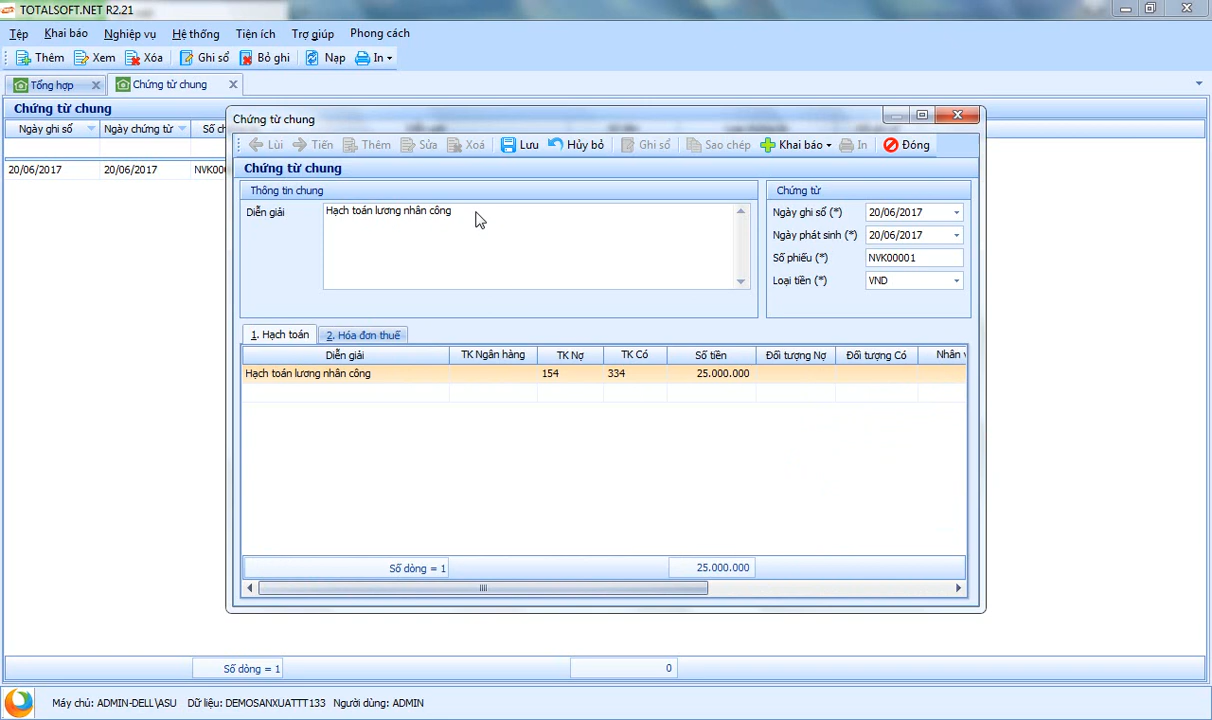 TOTALSOFT.NET R2.21
Tệp Khai báo Nghiệp vụ Hệ thống Tiện ích Trợ giúp Phong cách
Thêm Xem Xóa Ghi sổ Bỏ ghi Nạp In
Tổng hợp Chứng từ chung
Chứng từ chung
Ngày ghi sổ Ngày chứng từ
20/06/2017 20/06/2017
Chứng từ chung
Lùi Tiến Thêm Sửa Xoá Lưu Hủy bỏ Ghi sổ Sao chép Khai báo In Đóng
Chứng từ chung
Thông tin chung
Diễn giải Hạch toán lương nhân công
Chứng từ
Ngày ghi sổ (*) 20/06/2017
Ngày phát sinh (*) 20/06/2017
Số phiếu (*) NVK00001
Loại tiền (*) VND
1. Hạch toán 2. Hóa đơn thuế
Diễn giải TK Ngân hàng TK Nợ TK Có Số tiền Đối tượng Nợ Đối tượng Có Nhân v
Hạch toán lương nhân công 154 334 25.000.000
Số dòng = 1 25.000.000
Số dòng = 1 0
Máy chủ: ADMIN-DELL\ASU Dữ liệu: DEMOSANXUATTT133 Người dùng: ADMIN